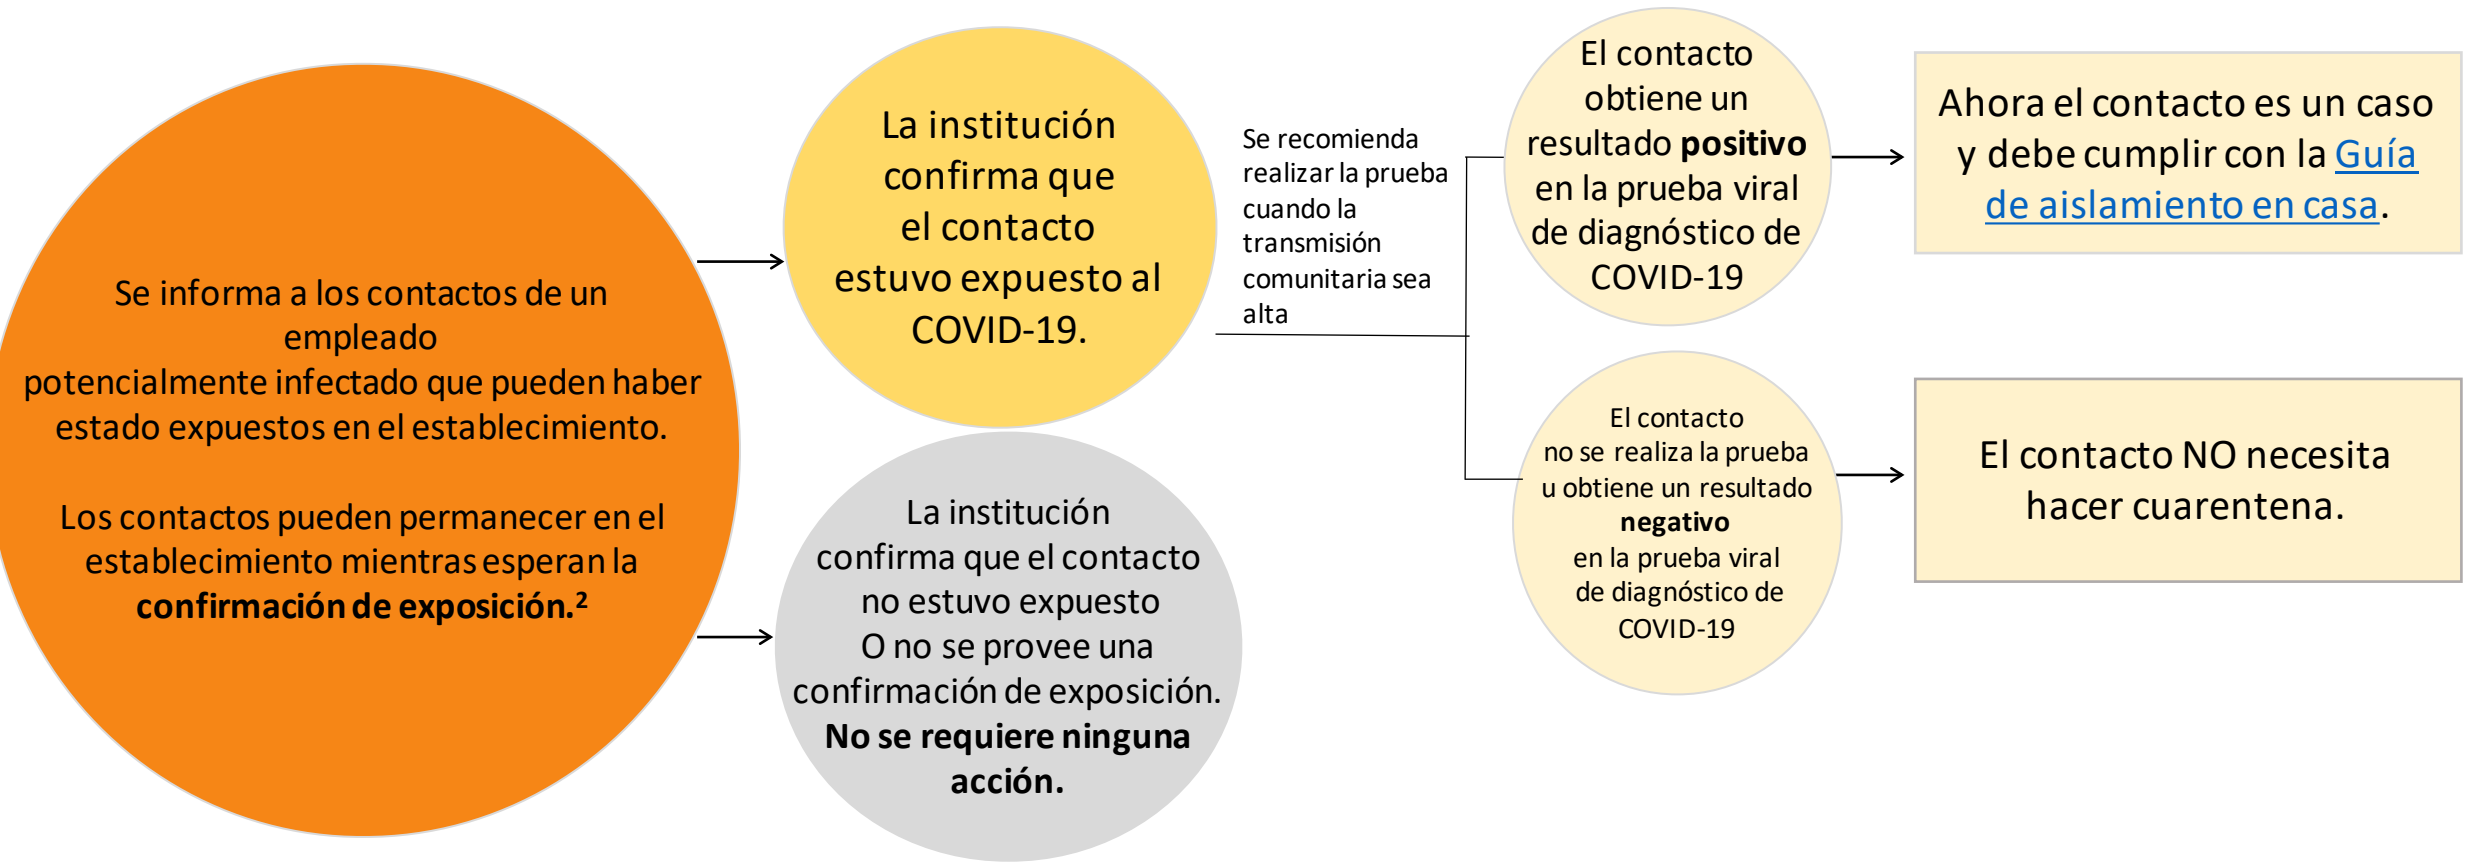 Se informa a los contactos de un
empleado
potencialmente infectado que pueden haber
estado expuestos en el establecimiento.
Los contactos pueden permanecer en el
establecimiento mientras esperan la
confirmación de exposición.²
La institución
confirma que
el contacto
estuvo expuesto al
COVID-19.
La institución
confirma que el contacto
no estuvo expuesto
O no se provee una
confirmación de exposición.
No se requiere ninguna
acción.
Se recomienda
realizar la prueba
cuando la
transmisión
comunitaria sea
alta
El contacto
obtiene un
resultado positivo
en la prueba viral
de diagnóstico de
COVID-19
Ahora el contacto es un caso
y debe cumplir con la Guía
de aislamiento en casa.
El contacto
no se realiza la prueba
u obtiene un resultado
negativo
en la prueba viral
de diagnóstico de
COVID-19
El contacto NO necesita
hacer cuarentena.